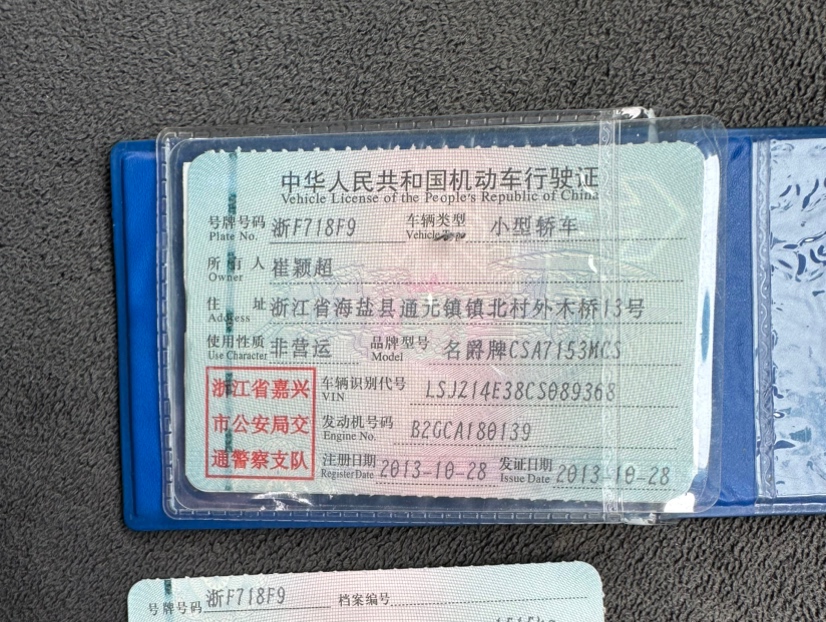 中华人民共和国机动车行驶证
Vehicle License of the People's Republic of China
号牌号码 浙F718F9 车辆类型 小型轿车
Plate No. Vehicle Type
所有人 崔颖超
Owner
住址 浙江省海盐县通元镇镇北村外木桥13号
Address
使用性质 非营运 品牌型号 名爵牌CSA7153MCS
Use Character Model
浙江省嘉兴 车辆识别代号 LSJZ14E38CS089368
VIN
市公安局交 发动机号码 B2GCA180139
Engine No.
通警察支队 注册日期 2013-10-28 发证日期 2013-10-28
Register Date Issue Date
号牌号码 浙F718F9 档案编号